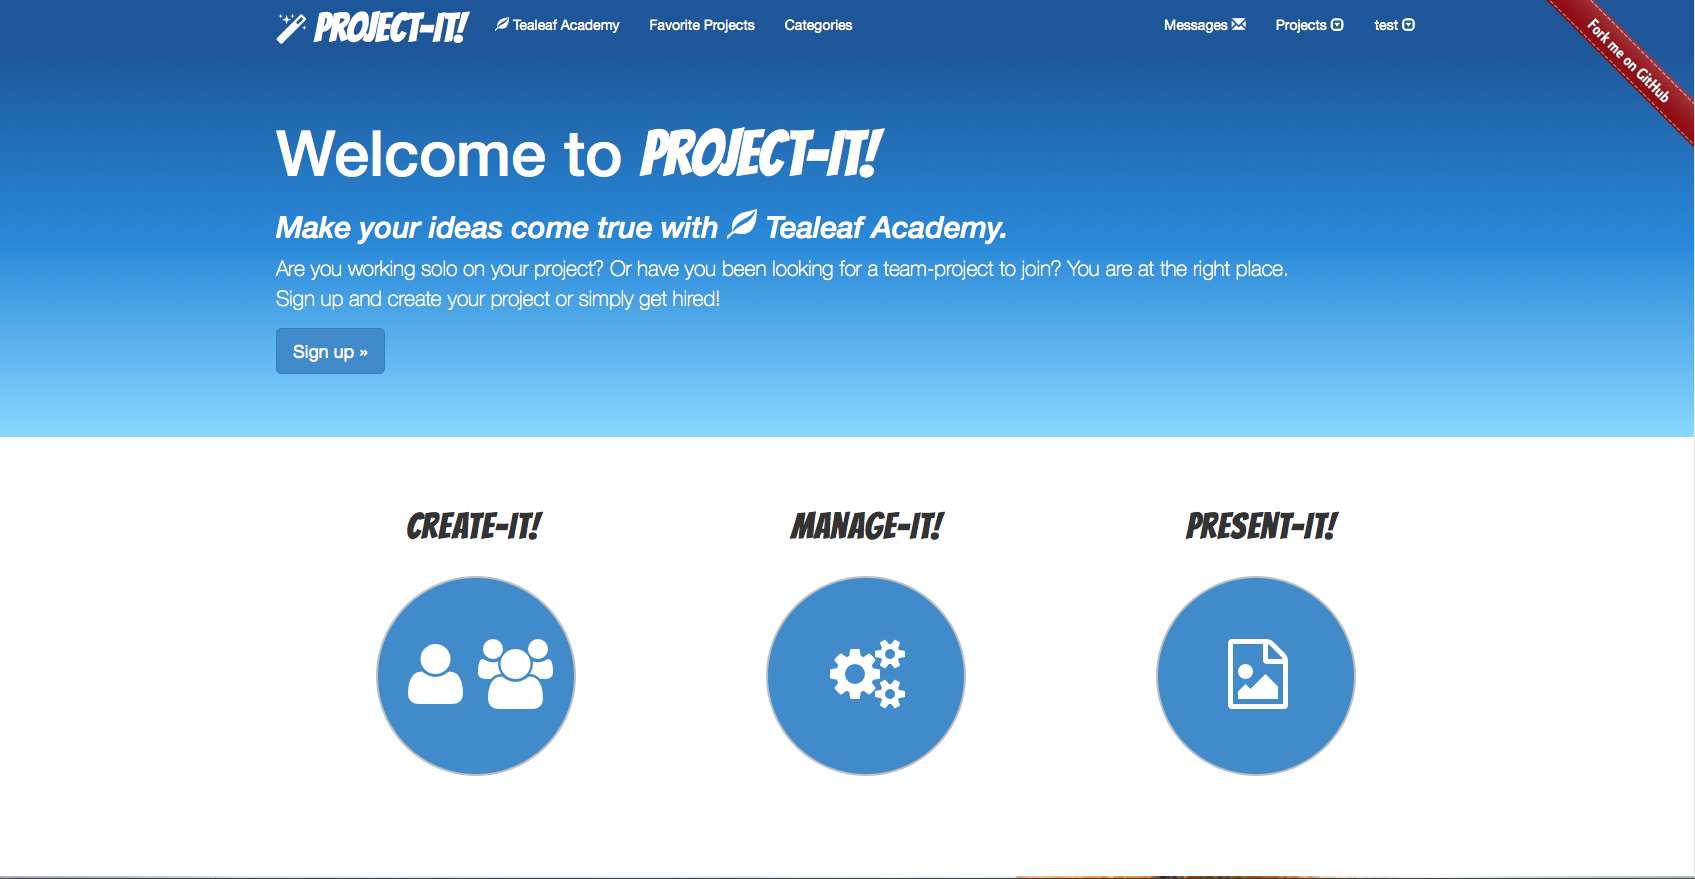 PROJECT-IT! Tealeaf Academy Favorite Projects Categories Messages Projects test
Fork me on GitHub
Welcome to PROJECT-IT!
Make your ideas come true with Tealeaf Academy.
Are you working solo on your project? Or have you been looking for a team-project to join? You are at the right place.
Sign up and create your project or simply get hired!
Sign up »
CREATE-IT! MANAGE-IT! PRESENT-IT!